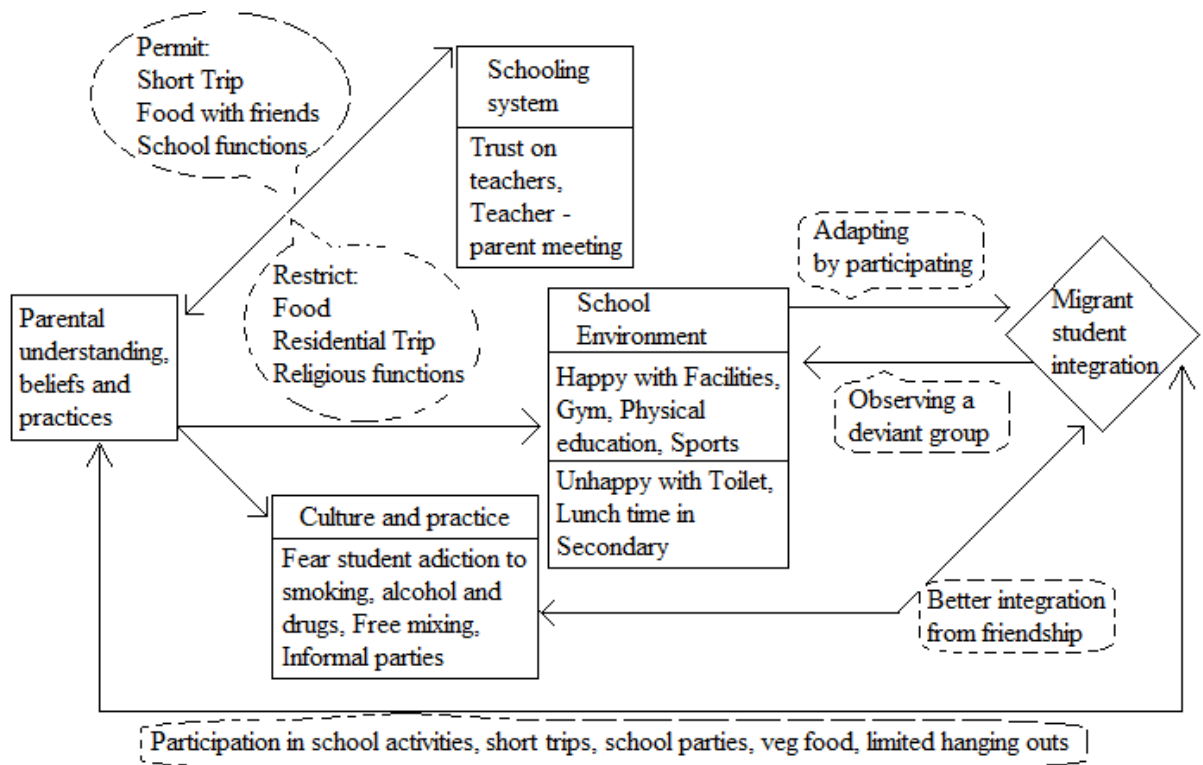 Permit:
Short Trip
Food with friends
School functions
Schooling
system
Trust on
teachers,
Teacher -
parent meeting
Restrict:
Food
Residential Trip
Religious functions
Parental
understanding,
beliefs and
practices
School
Environment
Happy with Facilities,
Gym, Physical
education, Sports
Unhappy with Toilet,
Lunch time in
Secondary
Adapting
by participating
Migrant
student
integration
Observing a
deviant group
Culture and practice
Fear student adiction to
smoking, alcohol and
drugs, Free mixing,
Informal parties
Better integration
from friendship
Participation in school activities, short trips, school parties, veg food, limited hanging outs